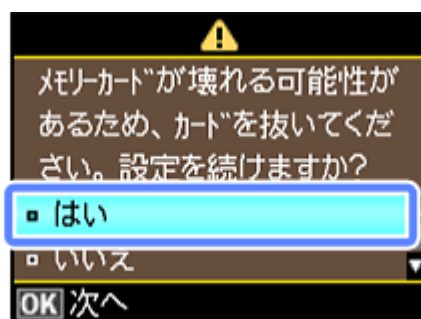 メモリーカードが壊れる可能性が
あるため、カードを抜いてくだ
さい。設定を続けますか?
はい
いいえ
OK 次へ